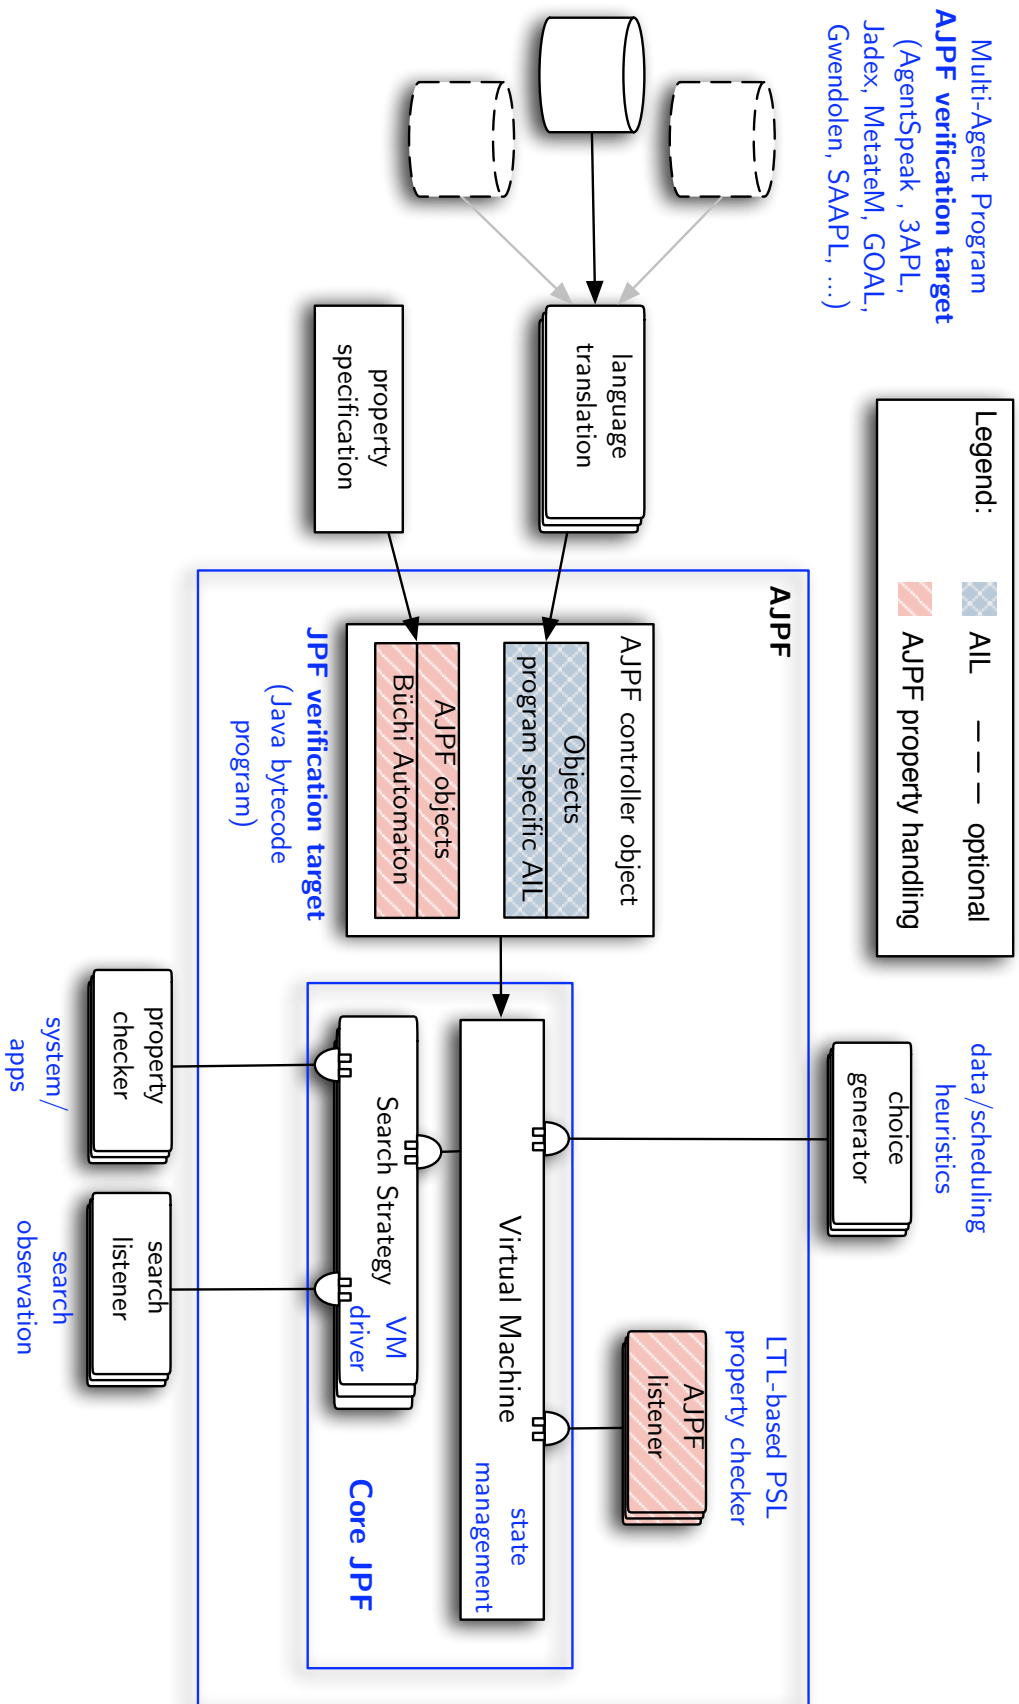 Multi-Agent Program
AJPF verification target
(AgentSpeak , 3APL,
Jadex, MetateM, GOAL,
Gwendolen, SAAPL, ...)
Legend:
AIL
optional
AJPF property handling
language
translation
property
specification
AJPF
AJPF controller object
Objects
program specific AIL
AJPF objects
Büchi Automaton
JPF verification target
(Java bytecode
program)
data/scheduling
heuristics
choice
generator
LTL-based PSL
property checker
AJPF
listener
Virtual Machine
state
management
Search Strategy
VM
driver
Core JPF
property
checker
system/
apps
search
listener
search
observation